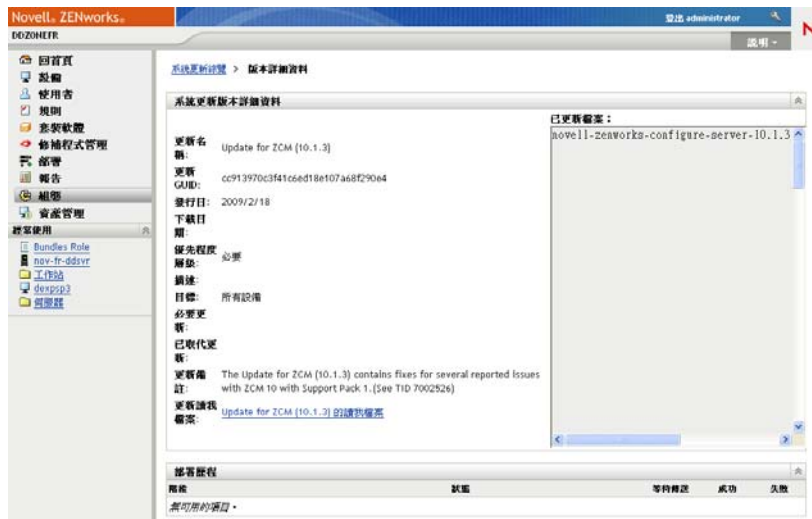 Novell® ZENworks®
登出 administrator
DDZONEFR
說明
回首頁
設備
使用者
規則
套裝軟體
修補程式管理
部署
報告
組態
資產管理
經常使用
Bundles Role
nov-fr-ddsvr
工作站
dexpsp3
伺服器
系統更新總覽 > 版本詳細資料
系統更新版本詳細資料
更新名稱: Update for ZCM (10.1.3)
更新 GUID: cc913970c3f41c6ed18e107a68f290e4
發行日: 2009/2/18
下載日期:
優先程度層級: 必要
描述:
目標: 所有設備
必要更新:
已取代更新:
更新備註: The Update for ZCM (10.1.3) contains fixes for several reported issues
with ZCM 10 with Support Pack 1.(See TID 7002526)
更新讀我檔案: Update for ZCM (10.1.3) 的讀我檔案
已更新檔案：
novell-zenworks-configure-server-10.1.3
部署歷程
階段 狀態 等待傳送 成功 失敗
無可用的項目。